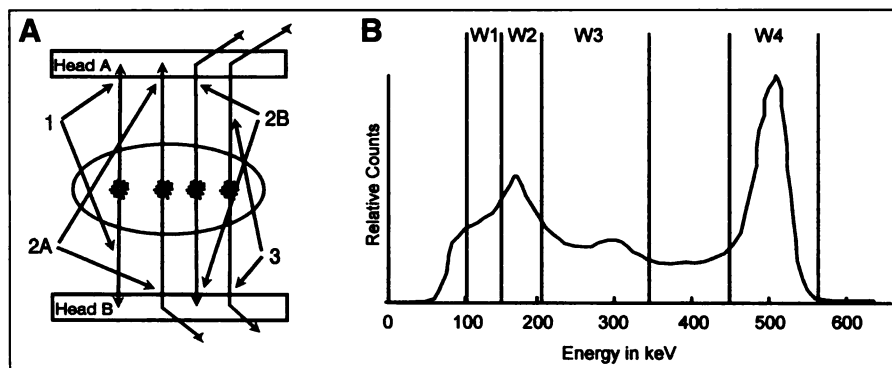 A
Head A
1
2B
2A
3
Head B
B
W1 W2 W3 W4
Relative Counts
0 100 200 300 400 500 600
Energy in keV